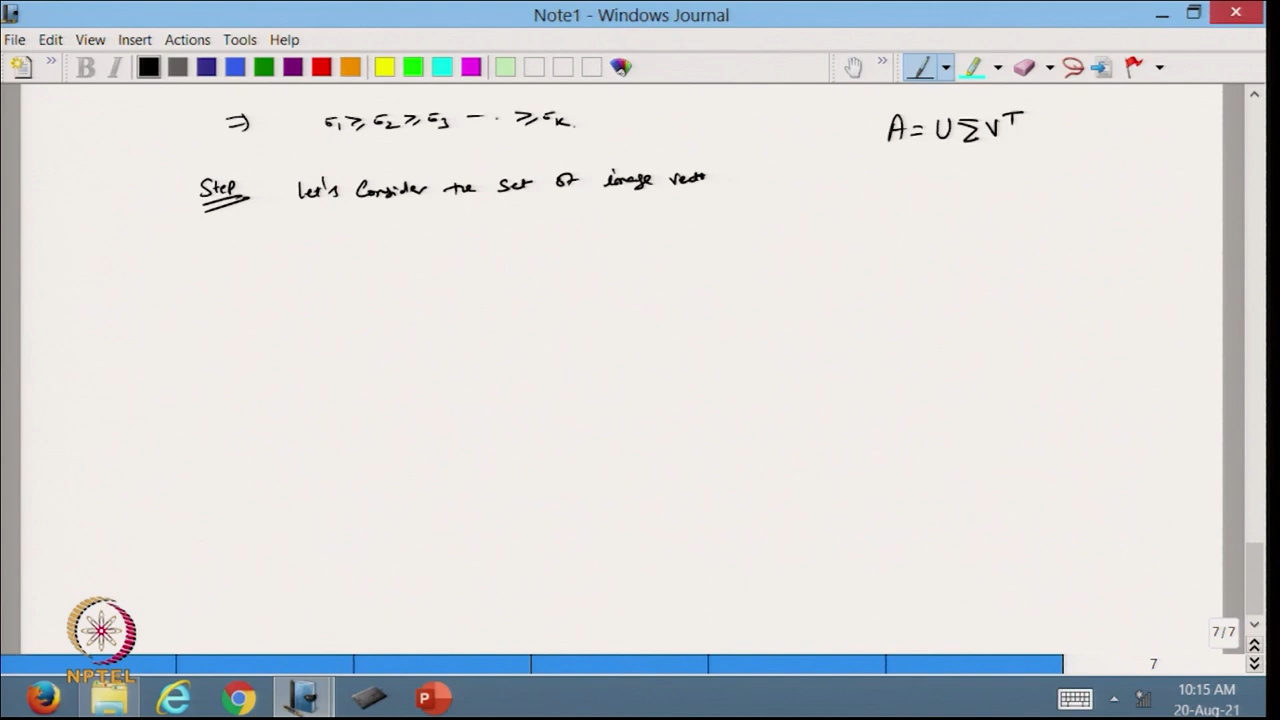 Note1 - Windows Journal
File Edit View Insert Actions Tools Help
B I
⇒ σ1 ≥ σ2 ≥ σ3 - - . ≥ σk.
A = U Σ V^T
Step Let's Consider the set of image vect
NPTEL
7/7
7
10:15 AM
20-Aug-21